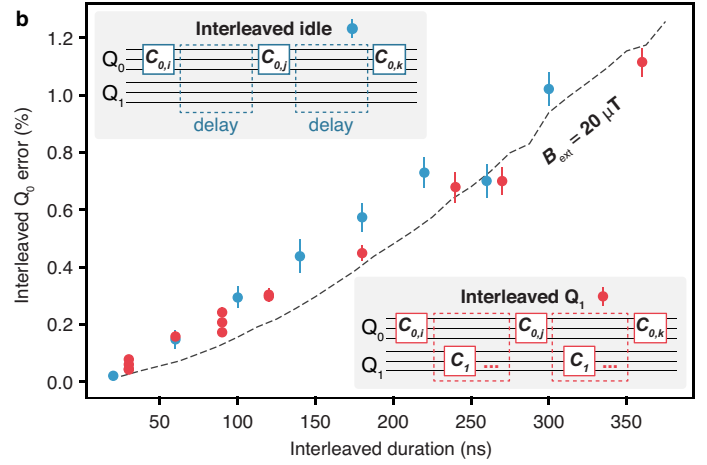 b
Interleaved idle
Q0
C0,i
C0,j
C0,k
Q1
delay
delay
Bext = 20 μT
Interleaved Q1
Q0
C0,i
C0,j
C0,k
Q1
C1 ...
C1 ...
Interleaved Q0 error (%)
1.2
1.0
0.8
0.6
0.4
0.2
0.0
50
100
150
200
250
300
350
Interleaved duration (ns)